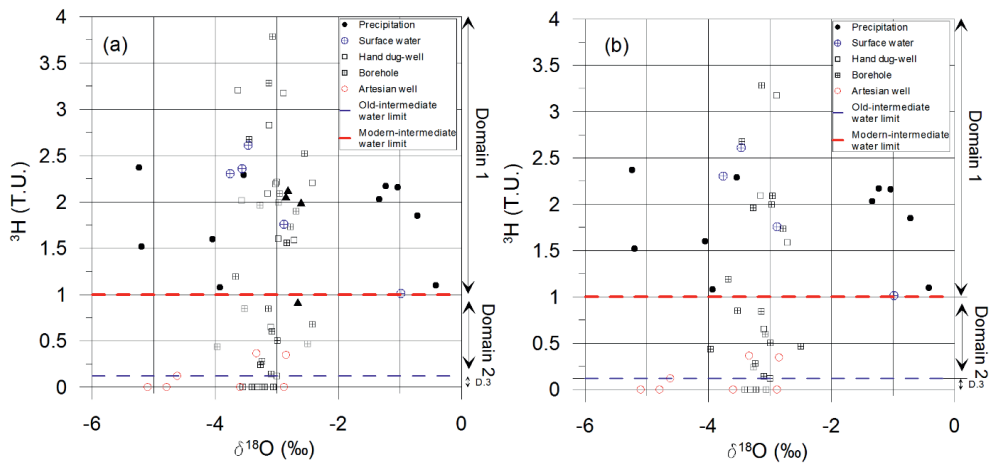 (a)
4
3.5
3
2.5
2
1.5
1
0.5
0
³H (T.U.)
-6
-4
-2
0
δ¹⁸O (‰)
Precipitation
Surface water
Hand dug-well
Borehole
Artesian well
Old-intermediate
water limit
Modern-intermediate
water limit
Domain 1
Domain 2
D.3
(b)
4
3.5
3
2.5
2
1.5
1
0.5
0
³H (T.U.)
-6
-4
-2
0
δ¹⁸O (‰)
Precipitation
Surface water
Hand dug-well
Borehole
Artesian well
Old-intermediate
water limit
Modern-intermediate
water limit
Domain 1
Domain 2
D.3